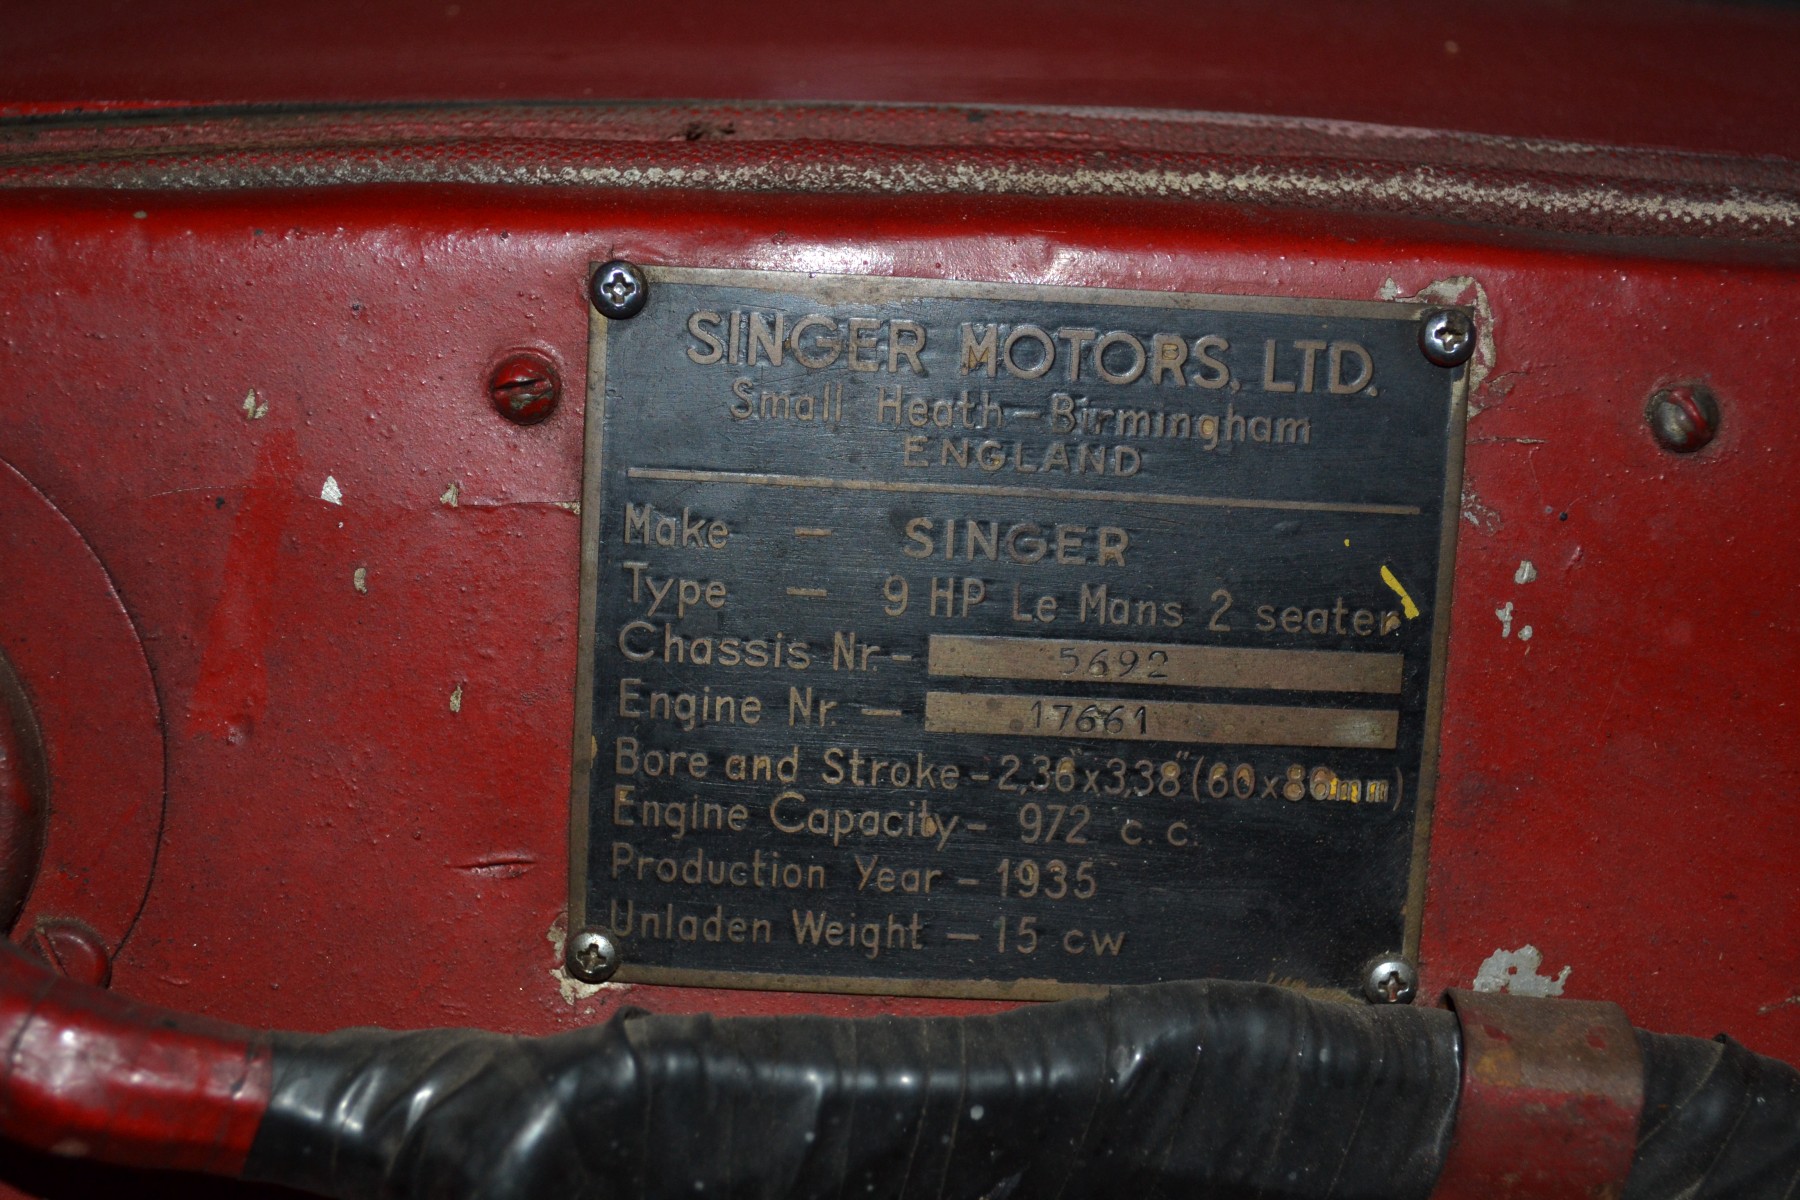 SINGER MOTORS, LTD.
Small Heath – Birmingham
ENGLAND
Make – SINGER
Type – 9 HP Le Mans 2 seater
Chassis Nr. – 5692
Engine Nr. – 17661
Bore and Stroke – 2,36"x3,38" (60x86mm)
Engine Capacity – 972 c.c.
Production Year – 1935
Unladen Weight – 15 cw